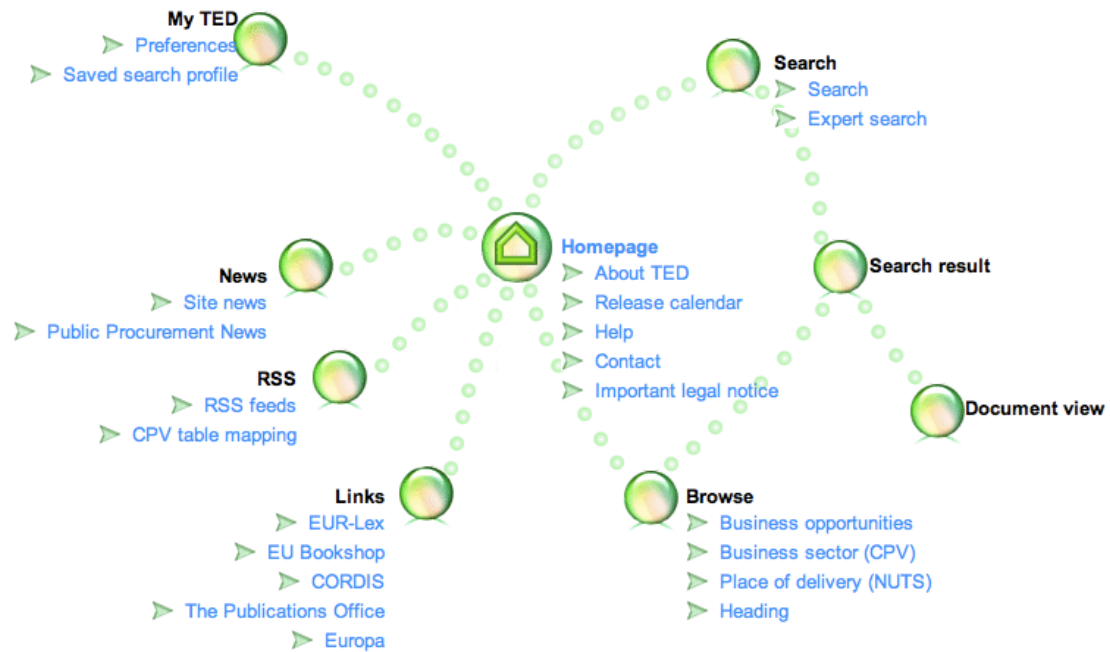 My TED
Preferences
Saved search profile
Search
Search
Expert search
Homepage
About TED
Release calendar
Help
Contact
Important legal notice
Search result
Document view
News
Site news
Public Procurement News
RSS
RSS feeds
CPV table mapping
Links
EUR-Lex
EU Bookshop
CORDIS
The Publications Office
Europa
Browse
Business opportunities
Business sector (CPV)
Place of delivery (NUTS)
Heading